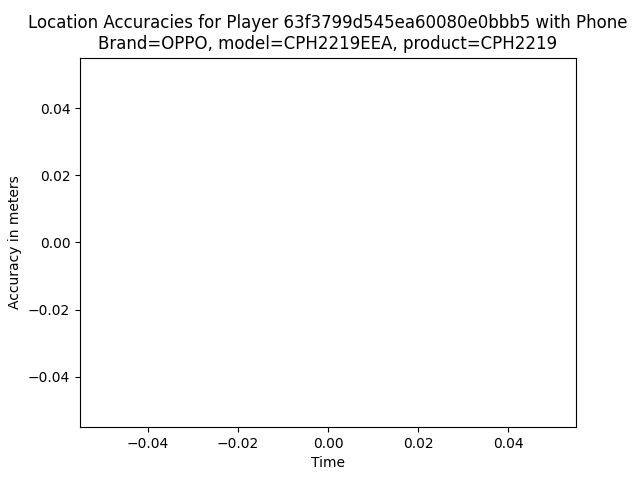 Location Accuracies for Player 63f3799d545ea60080e0bbb5 with Phone
Brand=OPPO, model=CPH2219EEA, product=CPH2219
Accuracy in meters
0.04
0.02
0.00
−0.02
−0.04
−0.04
−0.02
0.00
0.02
0.04
Time